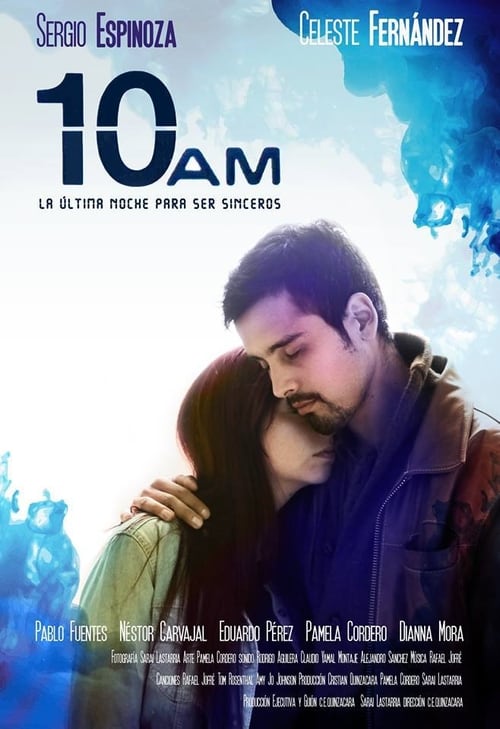 Sergio Espinoza Celeste Fernández
10 AM
LA ÚLTIMA NOCHE PARA SER SINCEROS
Pablo Fuentes Néstor Carvajal Eduardo Pérez Pamela Cordero Dianna Mora
Fotografía Sarai Lastarria Arte Pamela Cordero sonido Rodrigo Aguilera Claudio Yamal Montaje Alejandro Sánchez Música Rafael Jofré
Canciones Rafael Jofré Tom Rosenthal Amy Jo Johnson Producción Cristian Quinzacara Pamela Cordero Sarai Lastarria
Producción Ejecutiva y Guión c.e.quinzacara Sarai Lastarria dirección c.e.quinzacara